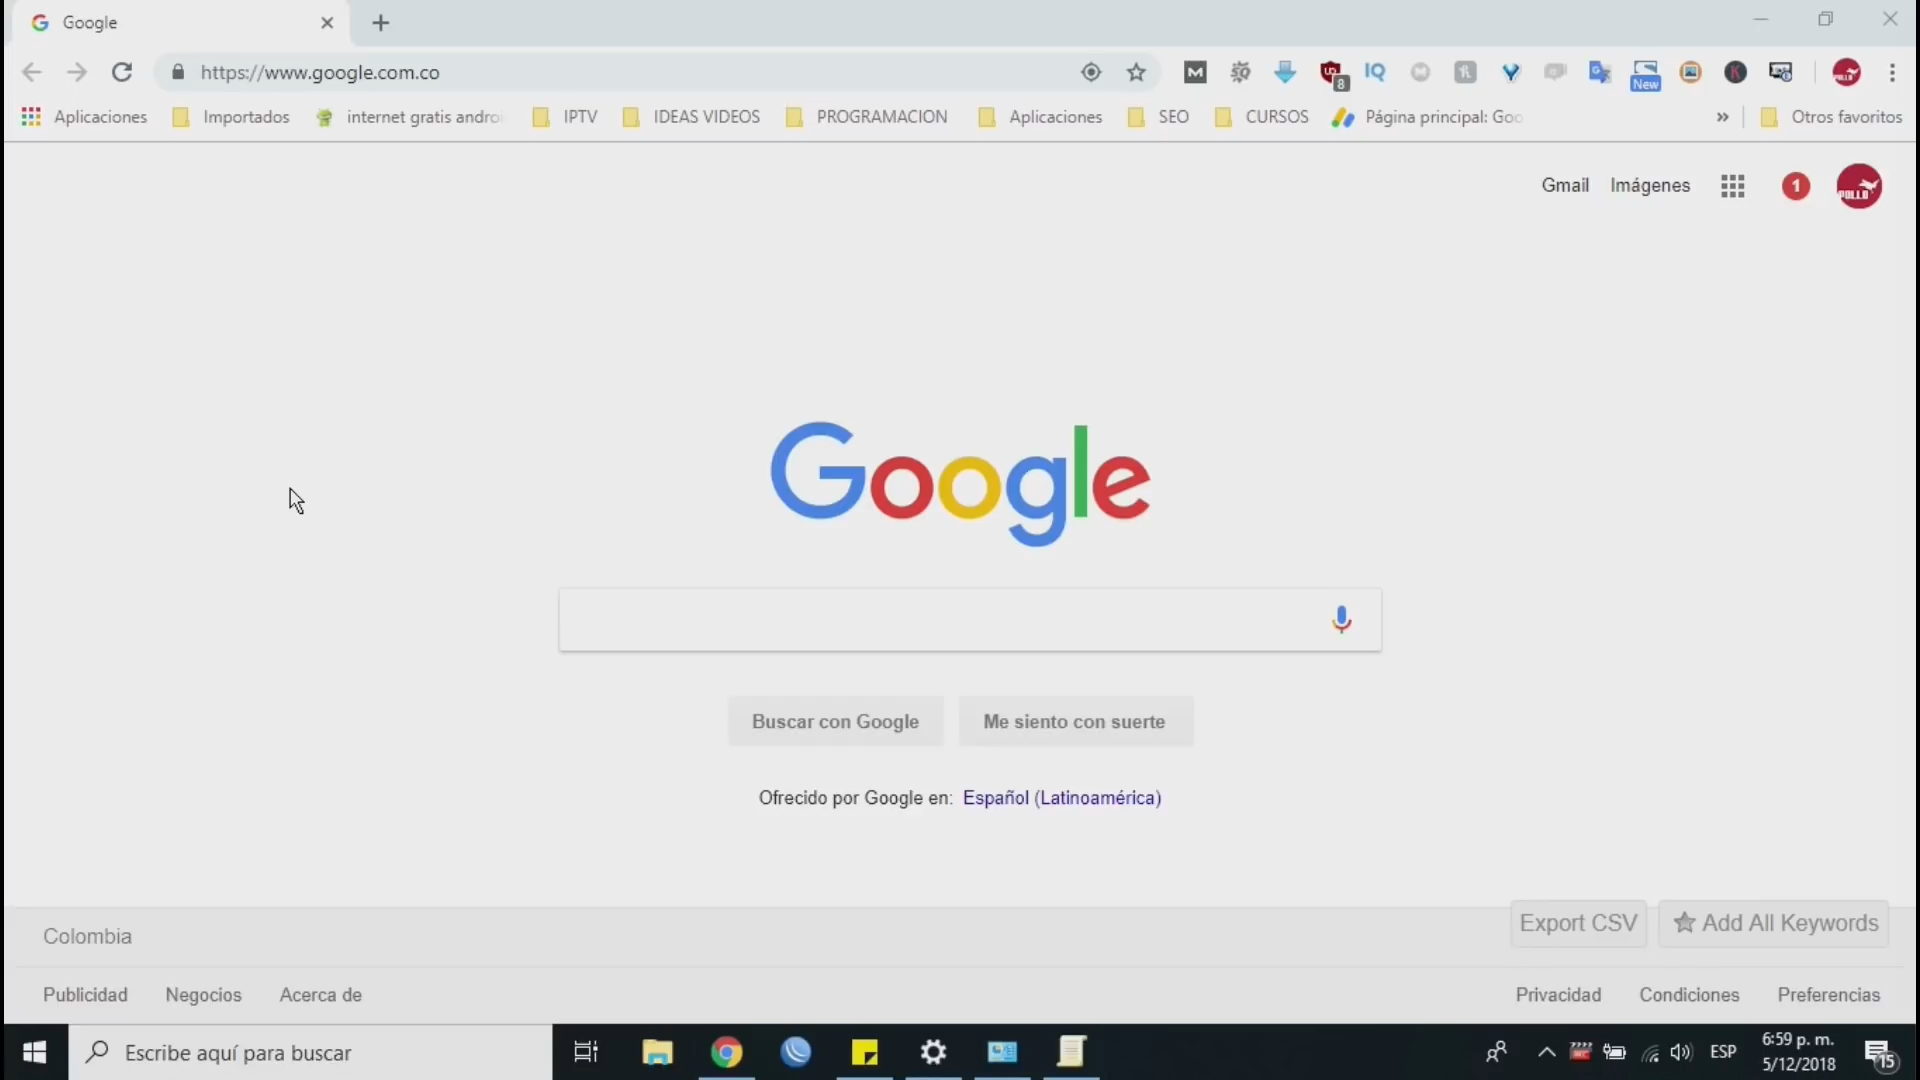 Google
https://www.google.com.co
8
IQ
New
Aplicaciones
Importados
internet gratis androi
IPTV
IDEAS VIDEOS
PROGRAMACION
Aplicaciones
SEO
CURSOS
Página principal: Goo
»
Otros favoritos
Gmail
Imágenes
1
Google
Buscar con Google
Me siento con suerte
Ofrecido por Google en: Español (Latinoamérica)
Colombia
Export CSV
Add All Keywords
Publicidad
Negocios
Acerca de
Privacidad
Condiciones
Preferencias
Escribe aquí para buscar
ESP
6:59 p. m.
5/12/2018
15